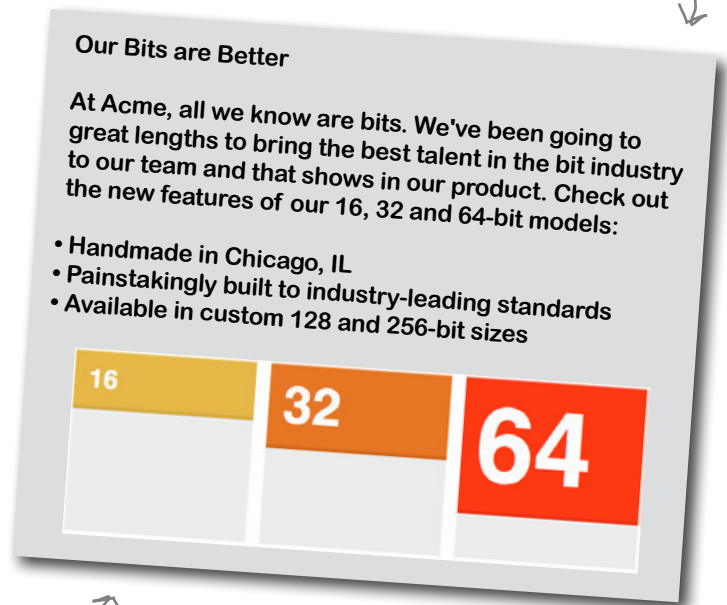 Our Bits are Better
At Acme, all we know are bits. We've been going to
great lengths to bring the best talent in the bit industry
to our team and that shows in our product. Check out
the new features of our 16, 32 and 64-bit models:
• Handmade in Chicago, IL
• Painstakingly built to industry-leading standards
• Available in custom 128 and 256-bit sizes
16
32
64